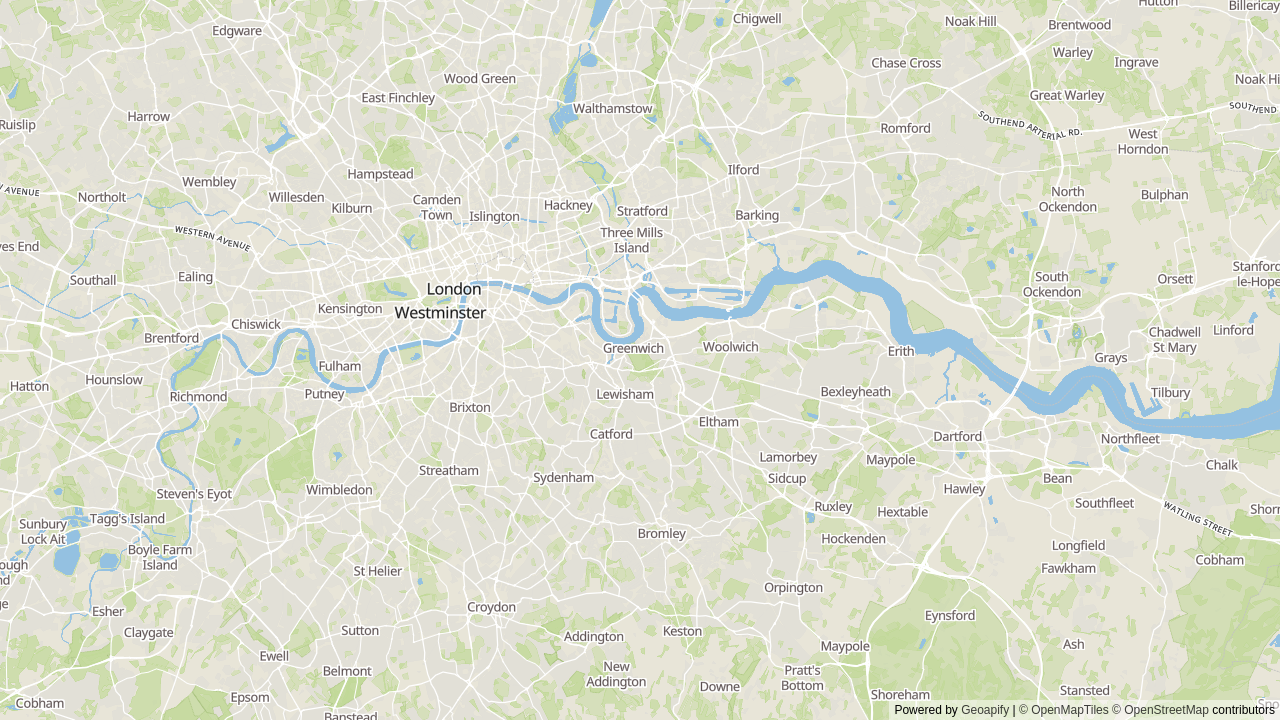 Hutton
Billericay
Chigwell
Noak Hill
Brentwood
Edgware
Warley
Ingrave
Chase Cross
Wood Green
Noak Hi
East Finchley
Great Warley
Walthamstow
SOUTHEND
Harrow
Ruislip
SOUTHEND ARTERIAL RD.
Romford
West
Horndon
Hampstead
Ilford
Wembley
AVENUE
Northolt
Willesden
Camden
Town
North
Ockendon
Bulphan
Kilburn
Hackney
Islington
Stratford
Barking
Three Mills
Island
WESTERN AVENUE
yes End
Southall
Ealing
South
Ockendon
Orsett
Stanford
le-Hope
London
Westminster
Kensington
Chiswick
Brentford
Chadwell
St Mary
Linford
Greenwich
Woolwich
Erith
Grays
Fulham
Hatton
Hounslow
Richmond
Putney
Lewisham
Bexleyheath
Tilbury
Brixton
Eltham
Catford
Dartford
Northfleet
Lamorbey
Maypole
Chalk
Streatham
Sydenham
Sidcup
Bean
Steven's Eyot
Wimbledon
Hawley
Southfleet
Ruxley
Hextable
WATLING STREET
Shorn
Tagg's Island
Sunbury
Lock Ait
Bromley
Hockenden
Longfield
Boyle Farm
Island
Cobham
ough
nd
St Helier
Fawkham
Orpington
ge
Esher
Croydon
Eynsford
Claygate
Sutton
Addington
Keston
Ash
Maypole
Ewell
Belmont
New
Addington
Pratt's
Bottom
Epsom
Downe
Shoreham
Stansted
Cobham
Banstead
Powered by Geoapify | © OpenMapTiles © OpenStreetMap contributors